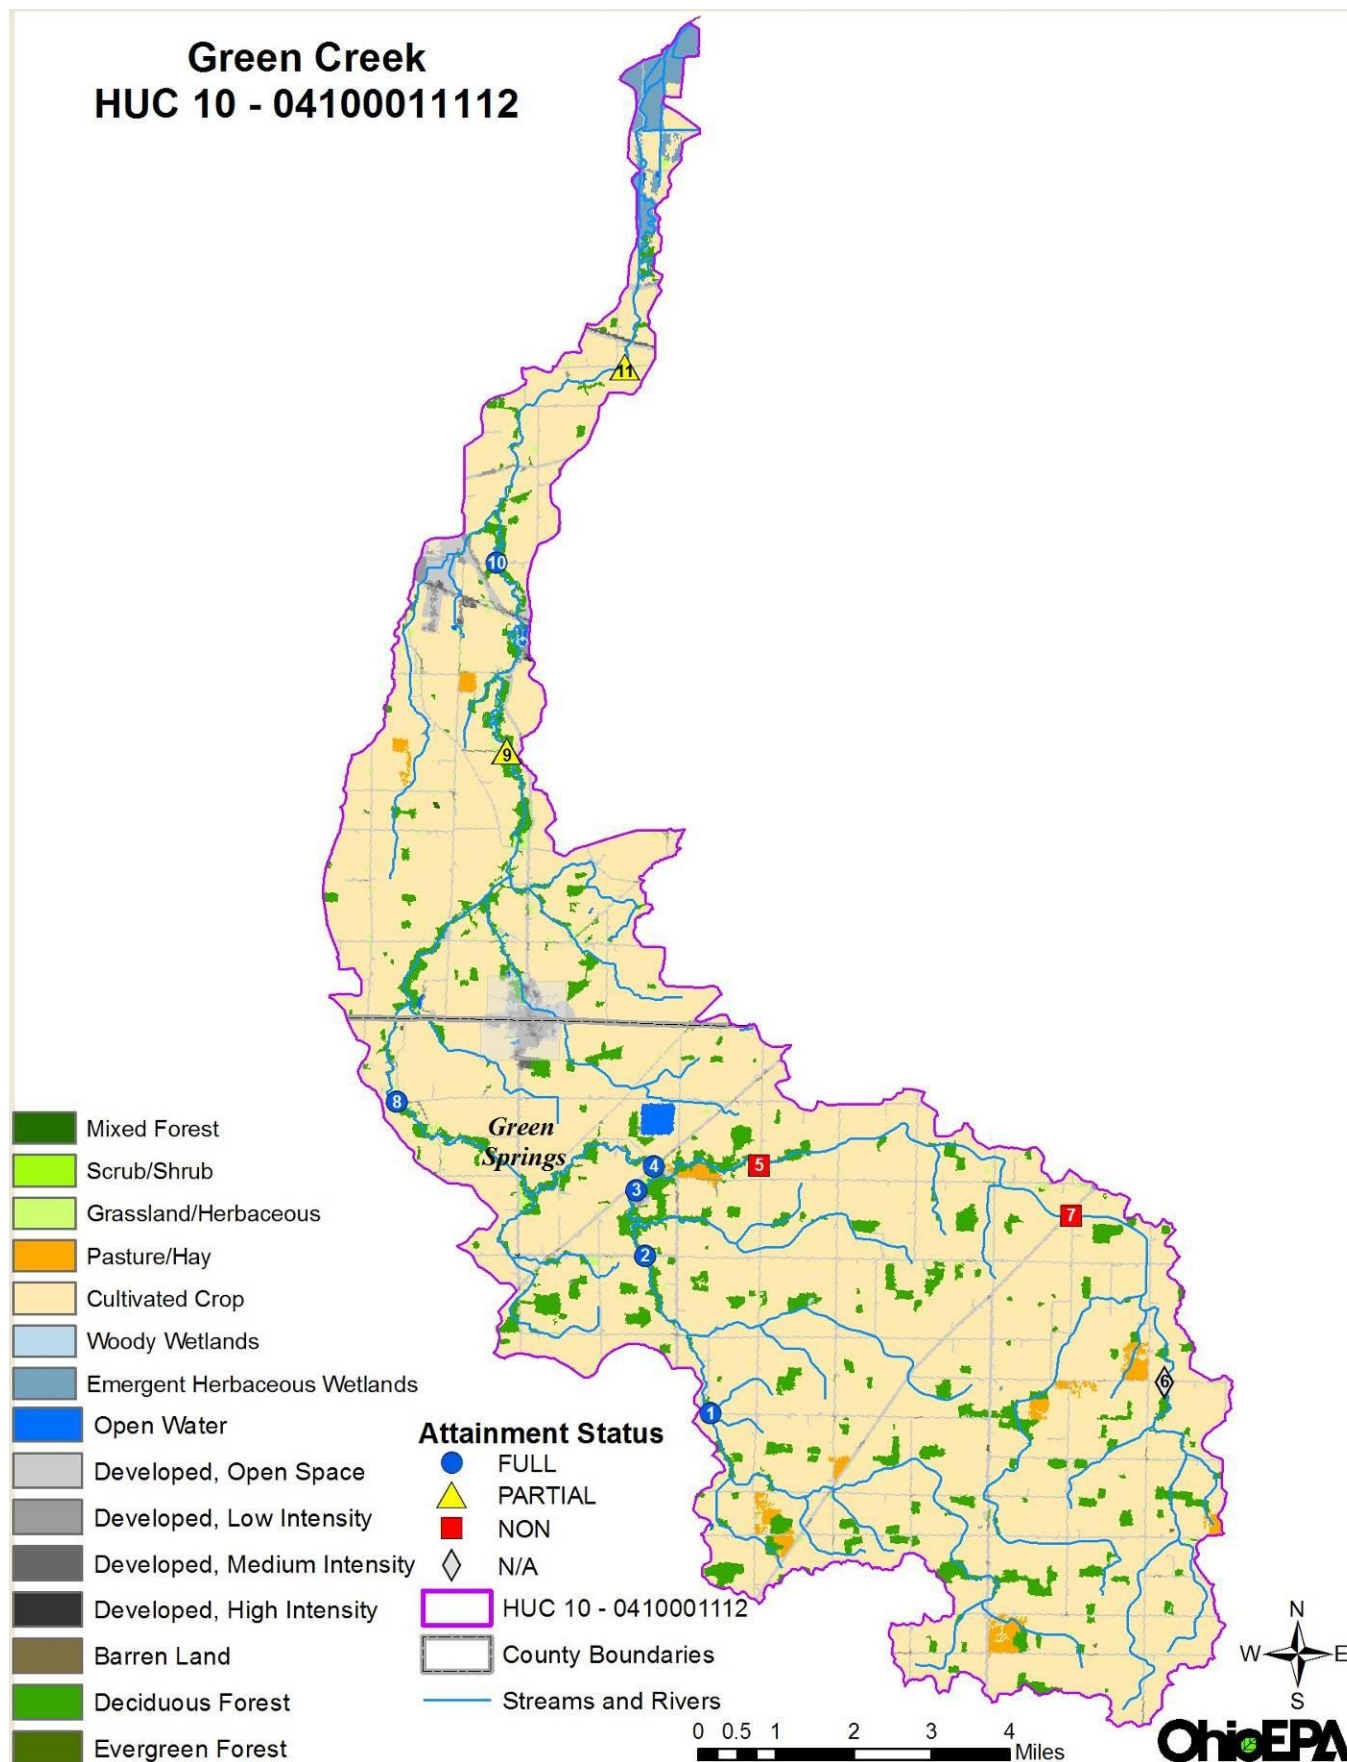 Green Creek
HUC 10 - 04100011112
11
10
9
8
Green
Springs
4
5
3
7
2
6
1
Mixed Forest
Scrub/Shrub
Grassland/Herbaceous
Pasture/Hay
Cultivated Crop
Woody Wetlands
Emergent Herbaceous Wetlands
Open Water
Developed, Open Space
Developed, Low Intensity
Developed, Medium Intensity
Developed, High Intensity
Barren Land
Deciduous Forest
Evergreen Forest
Attainment Status
FULL
PARTIAL
NON
N/A
HUC 10 - 0410001112
County Boundaries
Streams and Rivers
0 0.5 1 2 3 4
Miles
N
W E
S
OhioEPA